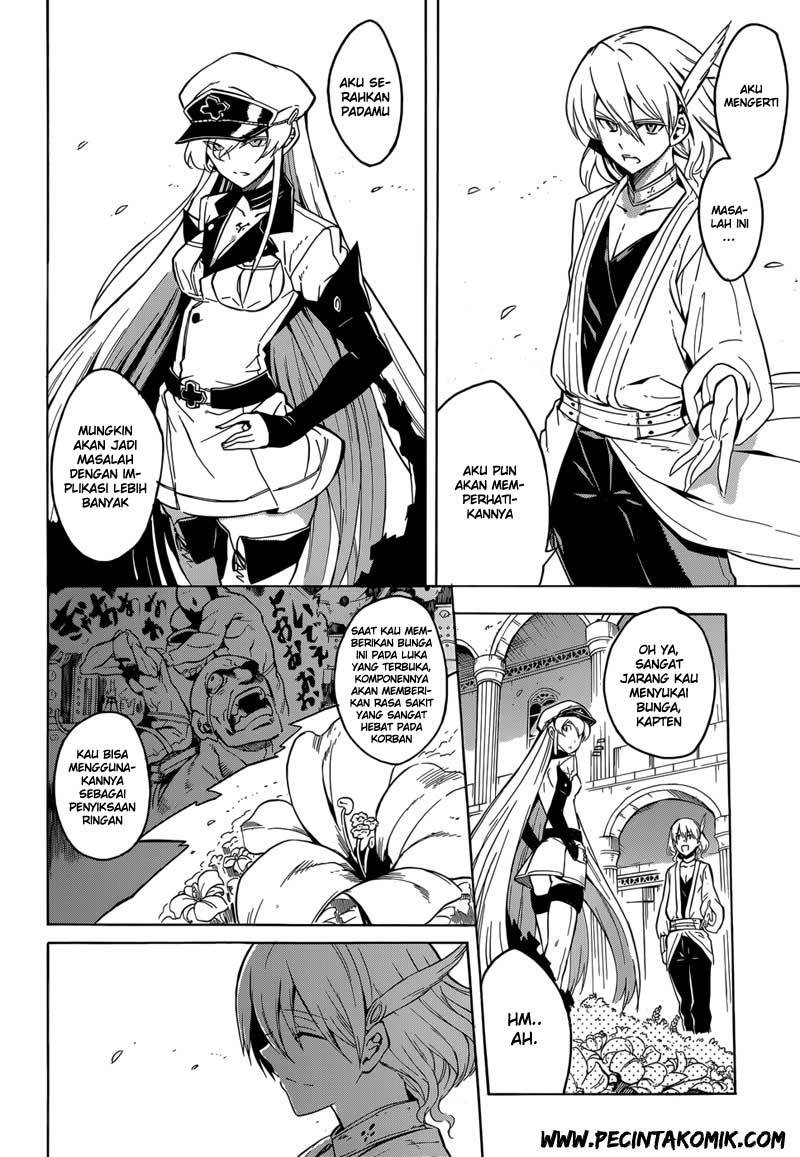 AKU
MENGERTI
MASA-
LAH INI
...
AKU PUN
AKAN MEM-
PERHATI-
KANNYA
AKU SE-
RAHKAN
PADAMU
MUNGKIN
AKAN JADI
MASALAH
DENGAN IM-
PLIKASI LEBIH
BANYAK
OH YA,
SANGAT
JARANG KAU
MENYUKAI
BUNGA,
KAPTEN
HM..
AH.
SAAT KAU MEM-
BERIKAN BUNGA
INI PADA LUKA
YANG TERBUKA,
KOMPONENNYA
AKAN MEMBERI-
KAN RASA SAKIT
YANG SANGAT
HEBAT PADA
KORBAN
KAU BISA
MENGGUNA-
KANNYA
SEBAGAI
PENYIKSAAN
RINGAN
WWW.PECINTAKOMIK.COM